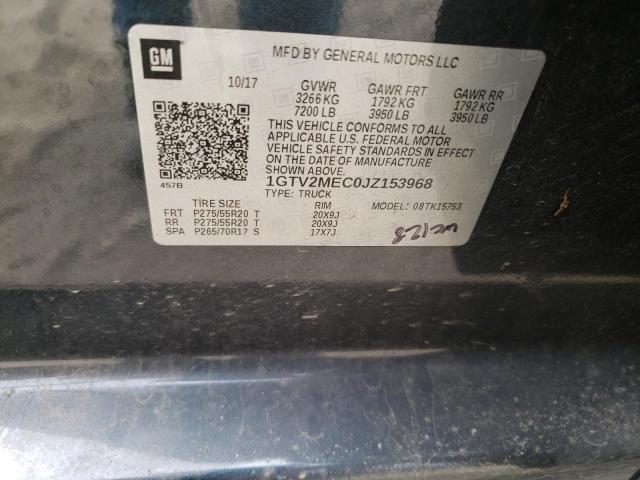 GM
MFD BY GENERAL MOTORS LLC
10/17 GVWR GAWR FRT GAWR RR
3266 KG 1792 KG 1792 KG
7200 LB 3950 LB 3950 LB
THIS VEHICLE CONFORMS TO ALL
APPLICABLE U.S. FEDERAL MOTOR
VEHICLE SAFETY STANDARDS IN EFFECT
ON THE DATE OF MANUFACTURE
SHOWN ABOVE.
457B
1GTV2MEC0JZ153968
TYPE: TRUCK MODEL: 08TK15753
TIRE SIZE RIM
FRT P275/55R20 T 20X9J
RR P275/55R20 T 20X9J
SPA P265/70R17 S 17X7J